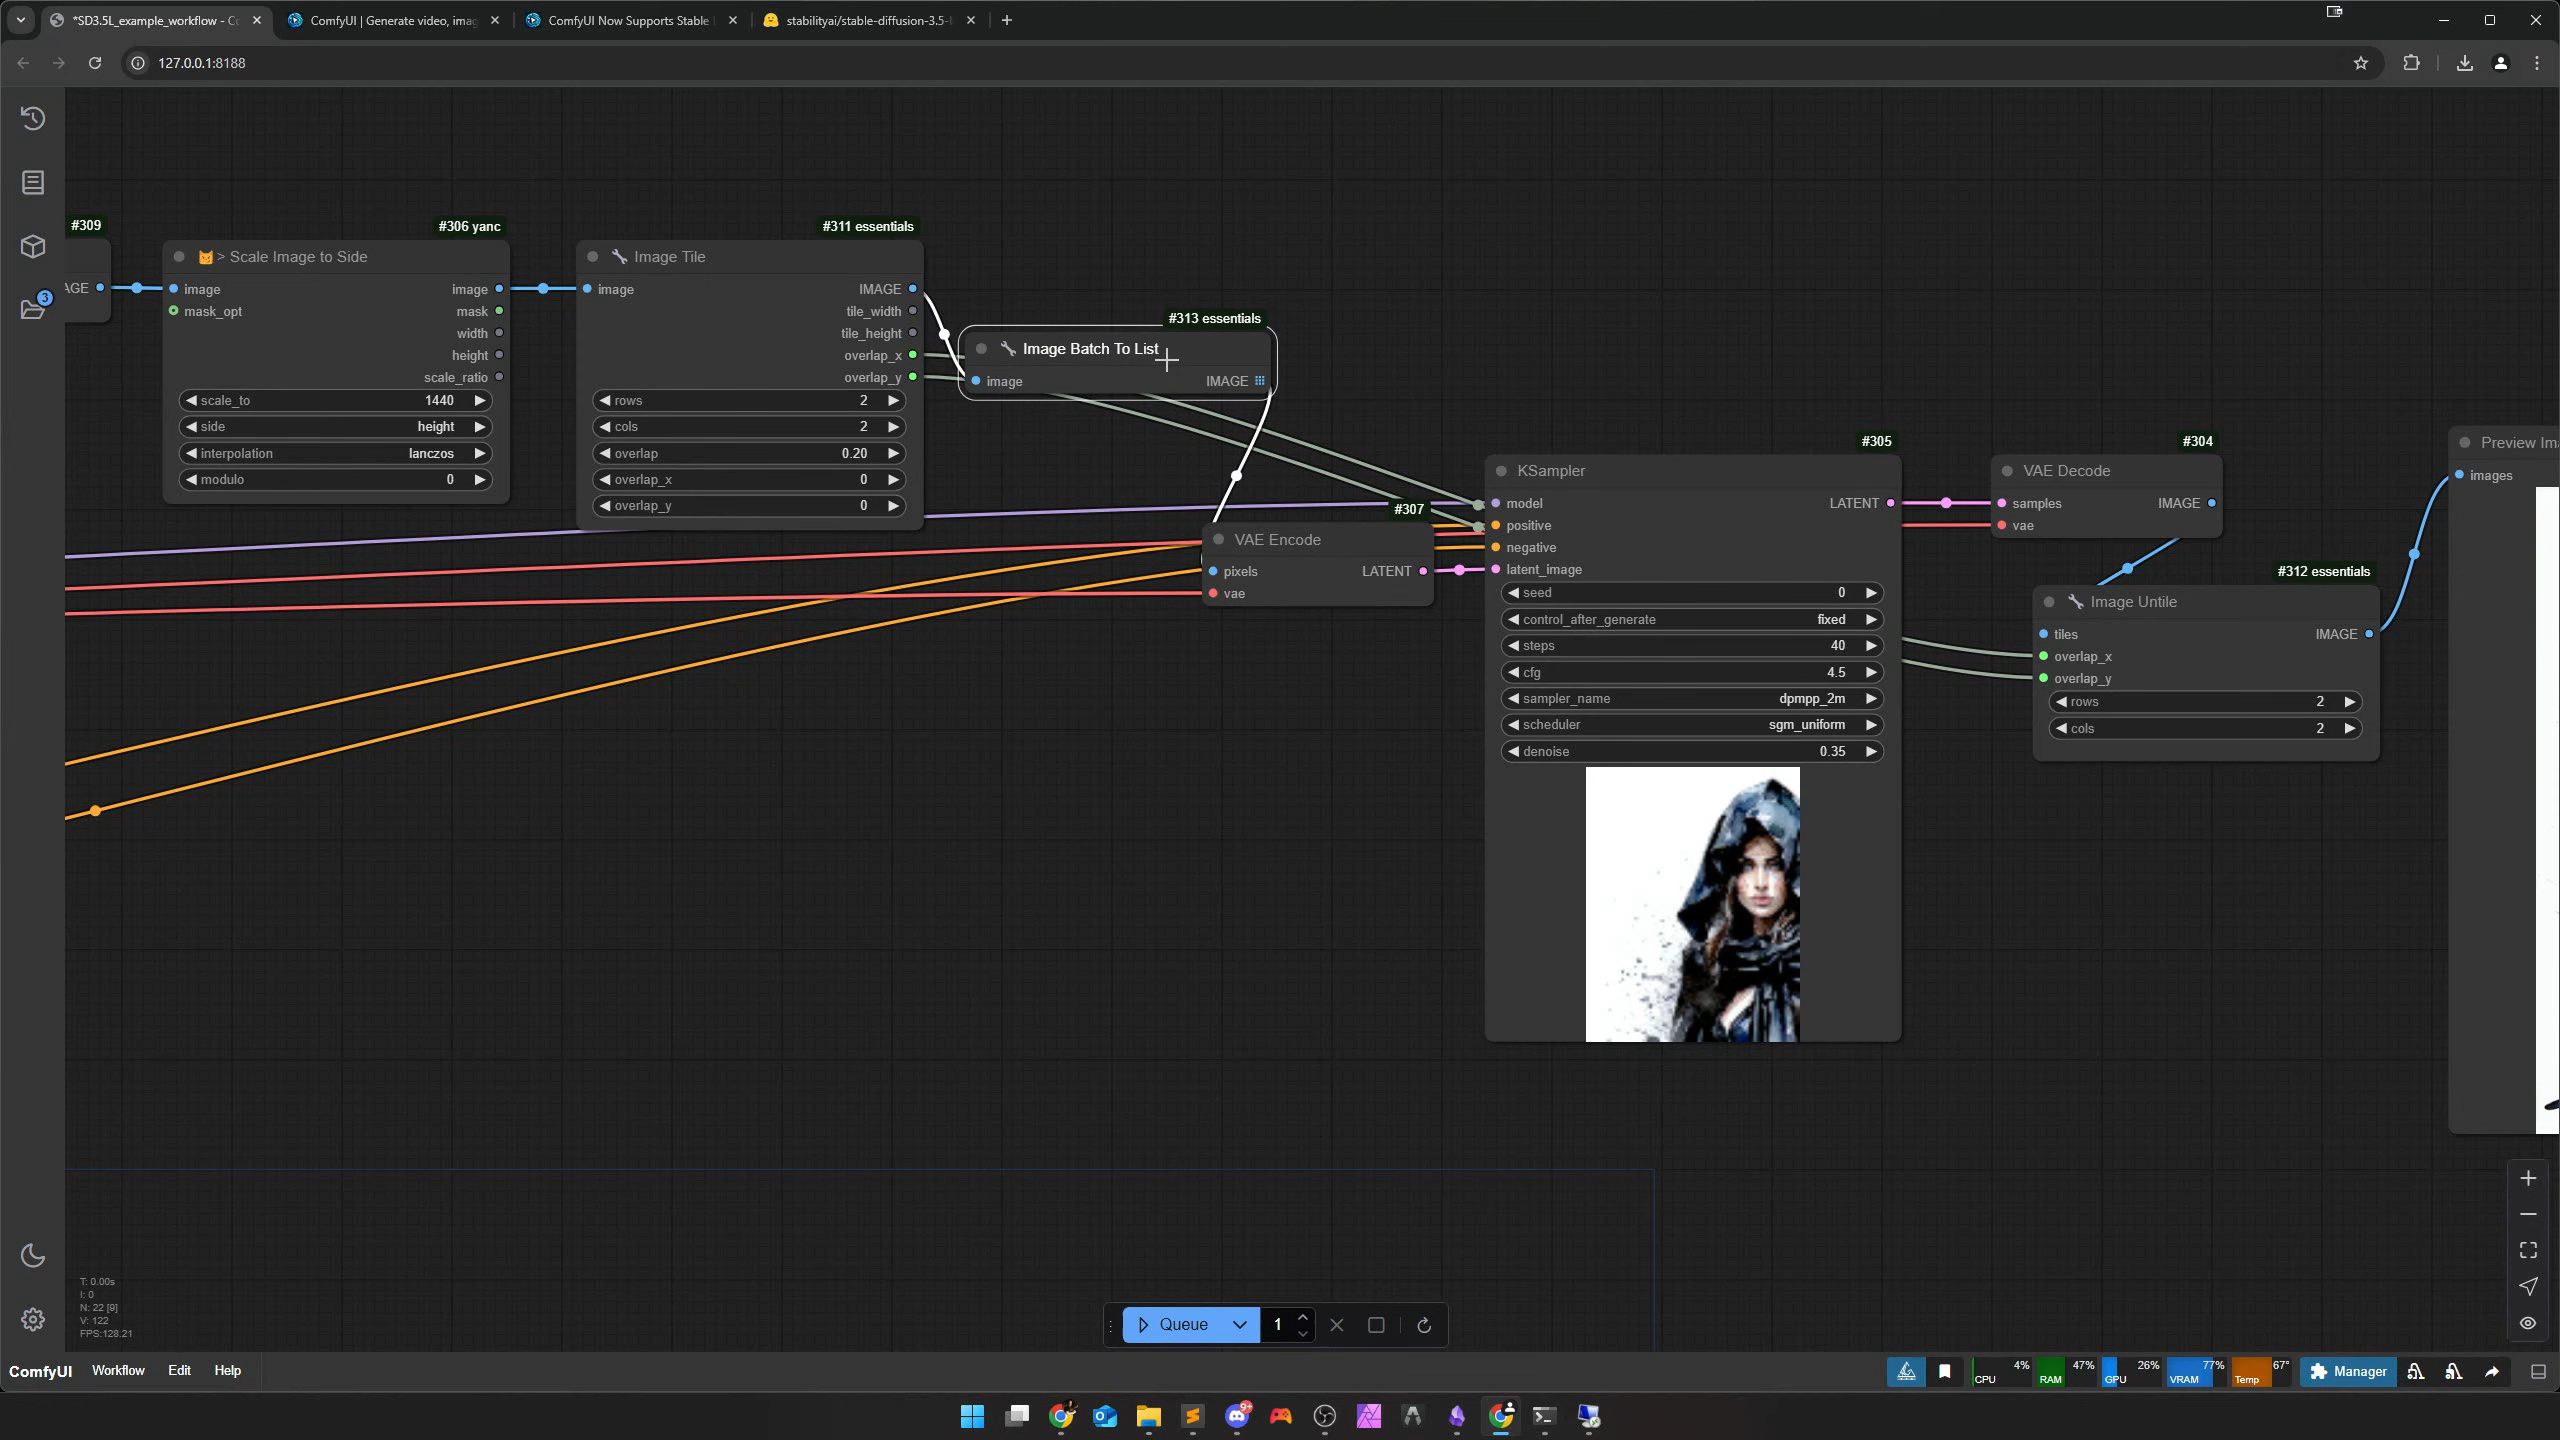 *SD3.5L_example_workflow - C
ComfyUI | Generate video, imag
ComfyUI Now Supports Stable
stabilityai/stable-diffusion-3.5-l
127.0.0.1:8188
3
#309
AGE
#306 yanc
> Scale Image to Side
image
image
mask_opt
mask
width
height
scale_ratio
scale_to 1440
side height
interpolation lanczos
modulo 0
#311 essentials
Image Tile
image
IMAGE
tile_width
tile_height
overlap_x
overlap_y
rows 2
cols 2
overlap 0.20
overlap_x 0
overlap_y 0
#313 essentials
Image Batch To List
image
IMAGE
#307
VAE Encode
pixels
LATENT
vae
#305
KSampler
model
LATENT
positive
negative
latent_image
seed 0
control_after_generate fixed
steps 40
cfg 4.5
sampler_name dpmpp_2m
scheduler sgm_uniform
denoise 0.35
#304
VAE Decode
samples
IMAGE
vae
#312 essentials
Image Untile
tiles
IMAGE
overlap_x
overlap_y
rows 2
cols 2
Preview Im
images
T: 0.00s
I: 0
N: 22 [9]
V: 122
FPS:128.21
Queue
1
ComfyUI
Workflow
Edit
Help
CPU 4%
RAM 47%
GPU 26%
VRAM 77%
Temp 67°
Manager
9+